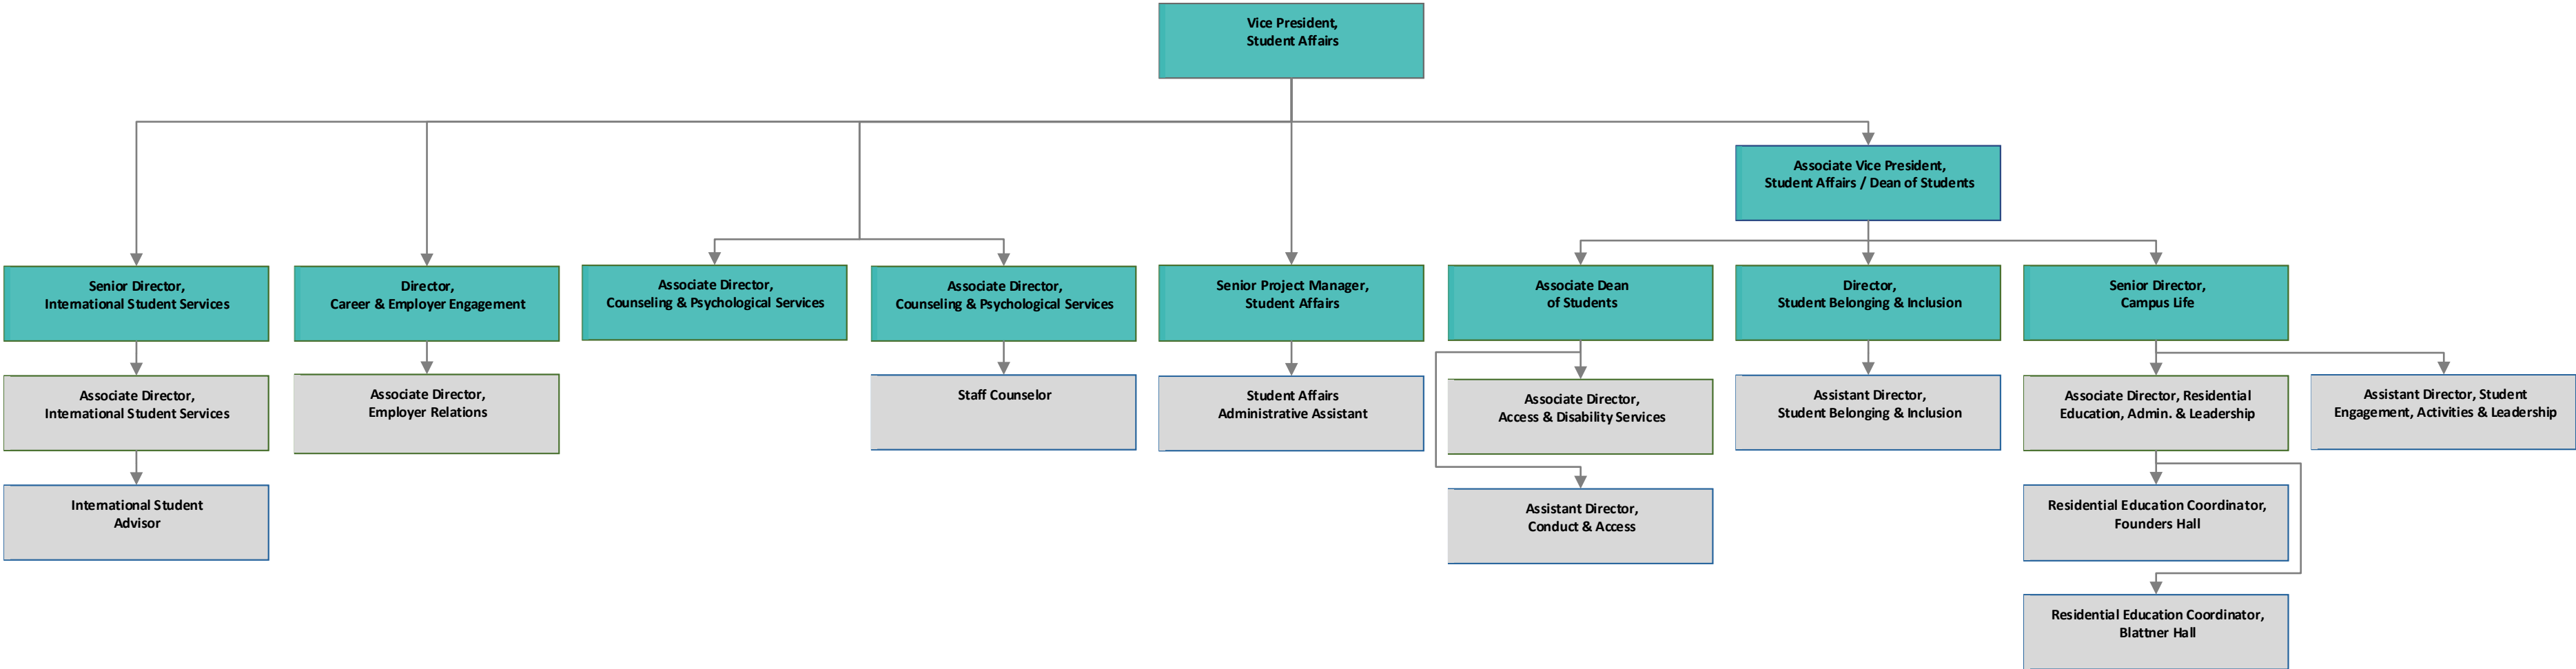 Vice President,
Student Affairs
Associate Vice President,
Student Affairs / Dean of Students
Senior Director,
International Student Services
Director,
Career & Employer Engagement
Associate Director,
Counseling & Psychological Services
Associate Director,
Counseling & Psychological Services
Senior Project Manager,
Student Affairs
Associate Dean
of Students
Director,
Student Belonging & Inclusion
Senior Director,
Campus Life
Associate Director,
International Student Services
Associate Director,
Employer Relations
Staff Counselor
Student Affairs
Administrative Assistant
Associate Director,
Access & Disability Services
Assistant Director,
Student Belonging & Inclusion
Associate Director, Residential
Education, Admin. & Leadership
Assistant Director, Student
Engagement, Activities & Leadership
International Student
Advisor
Assistant Director,
Conduct & Access
Residential Education Coordinator,
Founders Hall
Residential Education Coordinator,
Blattner Hall